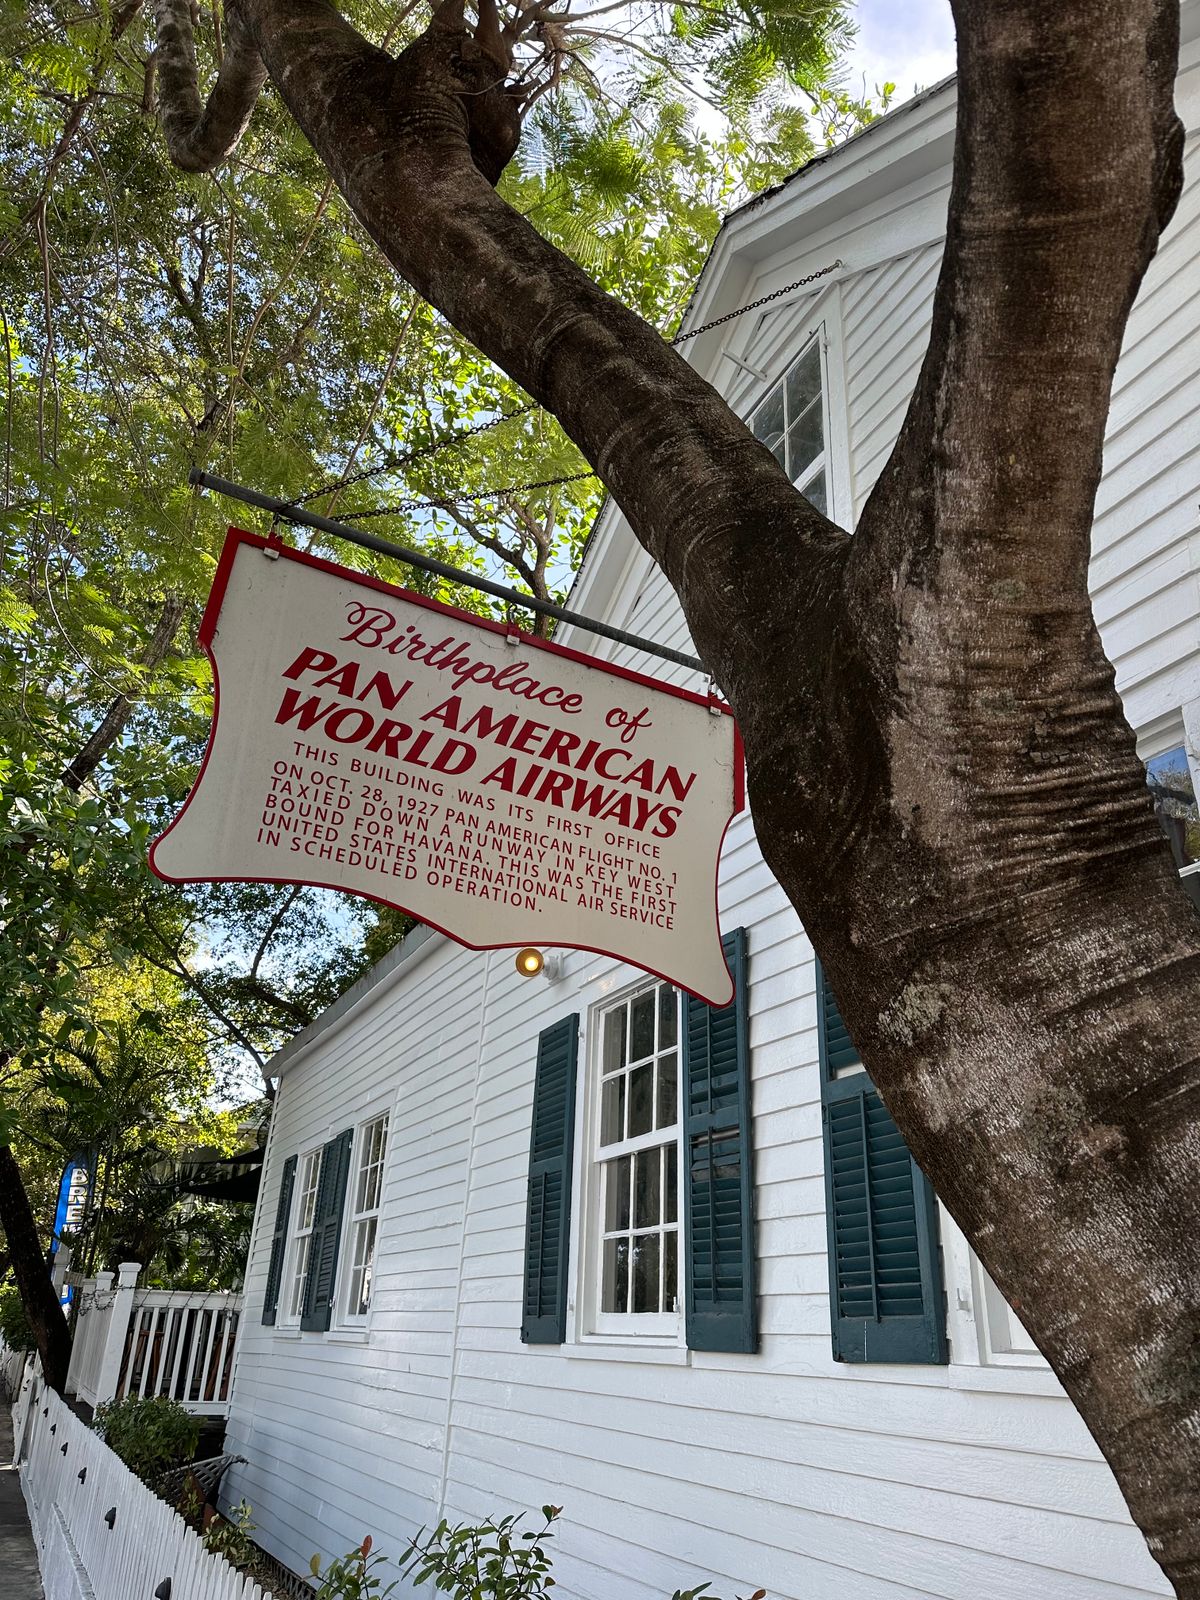 Birthplace of
PAN AMERICAN
WORLD AIRWAYS
THIS BUILDING WAS ITS FIRST OFFICE
ON OCT. 28, 1927 PAN AMERICAN FLIGHT NO. 1
TAXIED DOWN A RUNWAY IN KEY WEST
BOUND FOR HAVANA. THIS WAS THE FIRST
UNITED STATES INTERNATIONAL AIR SERVICE
IN SCHEDULED OPERATION.